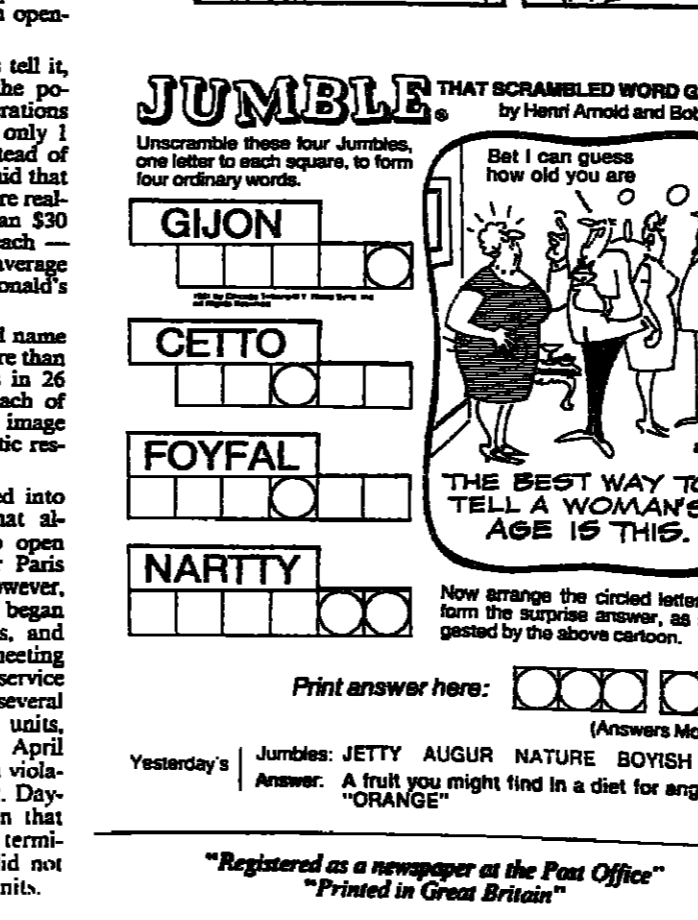 open-
tell it,
he po-
rations
only 1
tead of
id that
re real-
an $30
ach —
average
onald's
name
re than
in 26
ach of
image
tic res-
ed into
hat al-
open
Paris
owever,
began
s, and
neeting
service
several
units,
April
viola-
Day-
n that
termi-
id not
nits.
JUMBLE. THAT SCRAMBLED WORD G
by Henri Arnold and Bob
Unscramble these four Jumbles,
one letter to each square, to form
four ordinary words.
GIJON
CETTO
FOYFAL
NARTTY
Bet I can guess
how old you are
THE BEST WAY TO
TELL A WOMAN'S
AGE IS THIS.
Now arrange the circled letter
form the surprise answer, as
gested by the above cartoon.
Print answer here:
(Answers Mo
Yesterday's
Jumbles: JETTY AUGUR NATURE BOYISH
Answer: A fruit you might find in a diet for ang
"ORANGE"
"Registered as a newspaper at the Post Office"
"Printed in Great Britain"